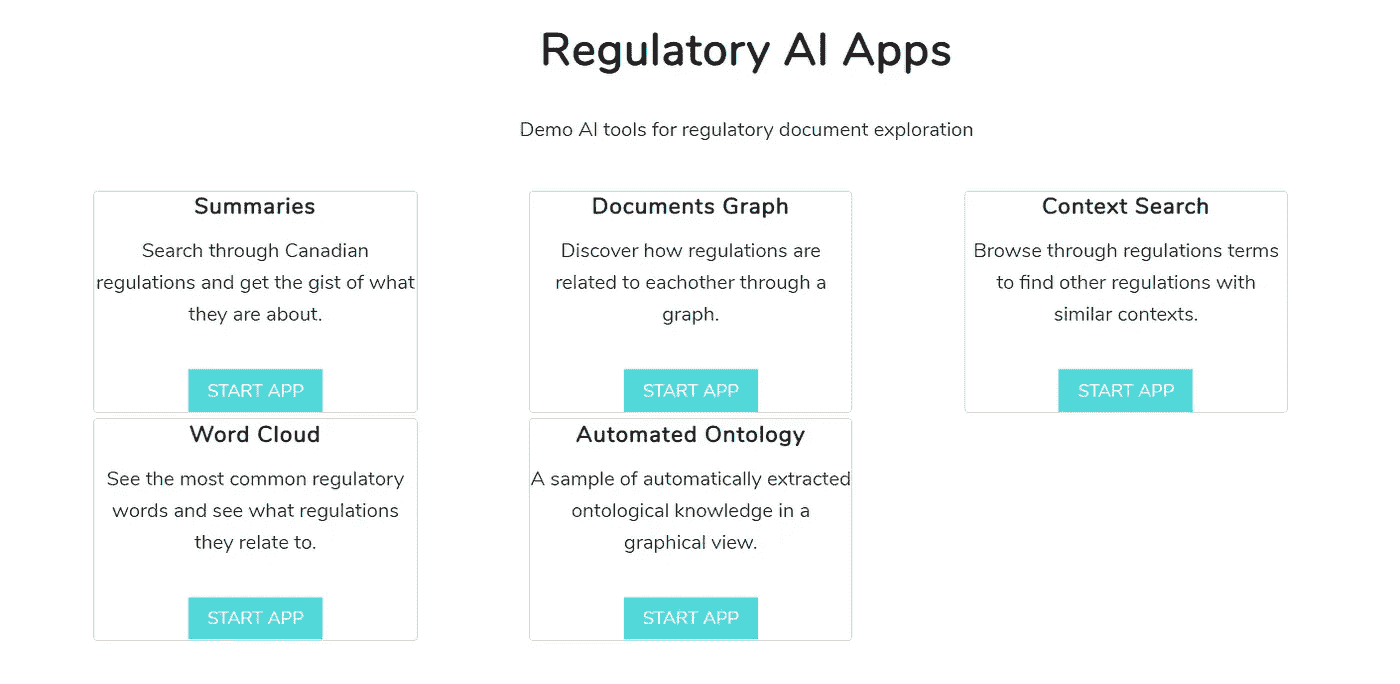 Regulatory AI Apps
Demo AI tools for regulatory document exploration
Summaries
Search through Canadian
regulations and get the gist of what
they are about.
START APP
Documents Graph
Discover how regulations are
related to eachother through a
graph.
START APP
Context Search
Browse through regulations terms
to find other regulations with
similar contexts.
START APP
Word Cloud
See the most common regulatory
words and see what regulations
they relate to.
START APP
Automated Ontology
A sample of automatically extracted
ontological knowledge in a
graphical view.
START APP